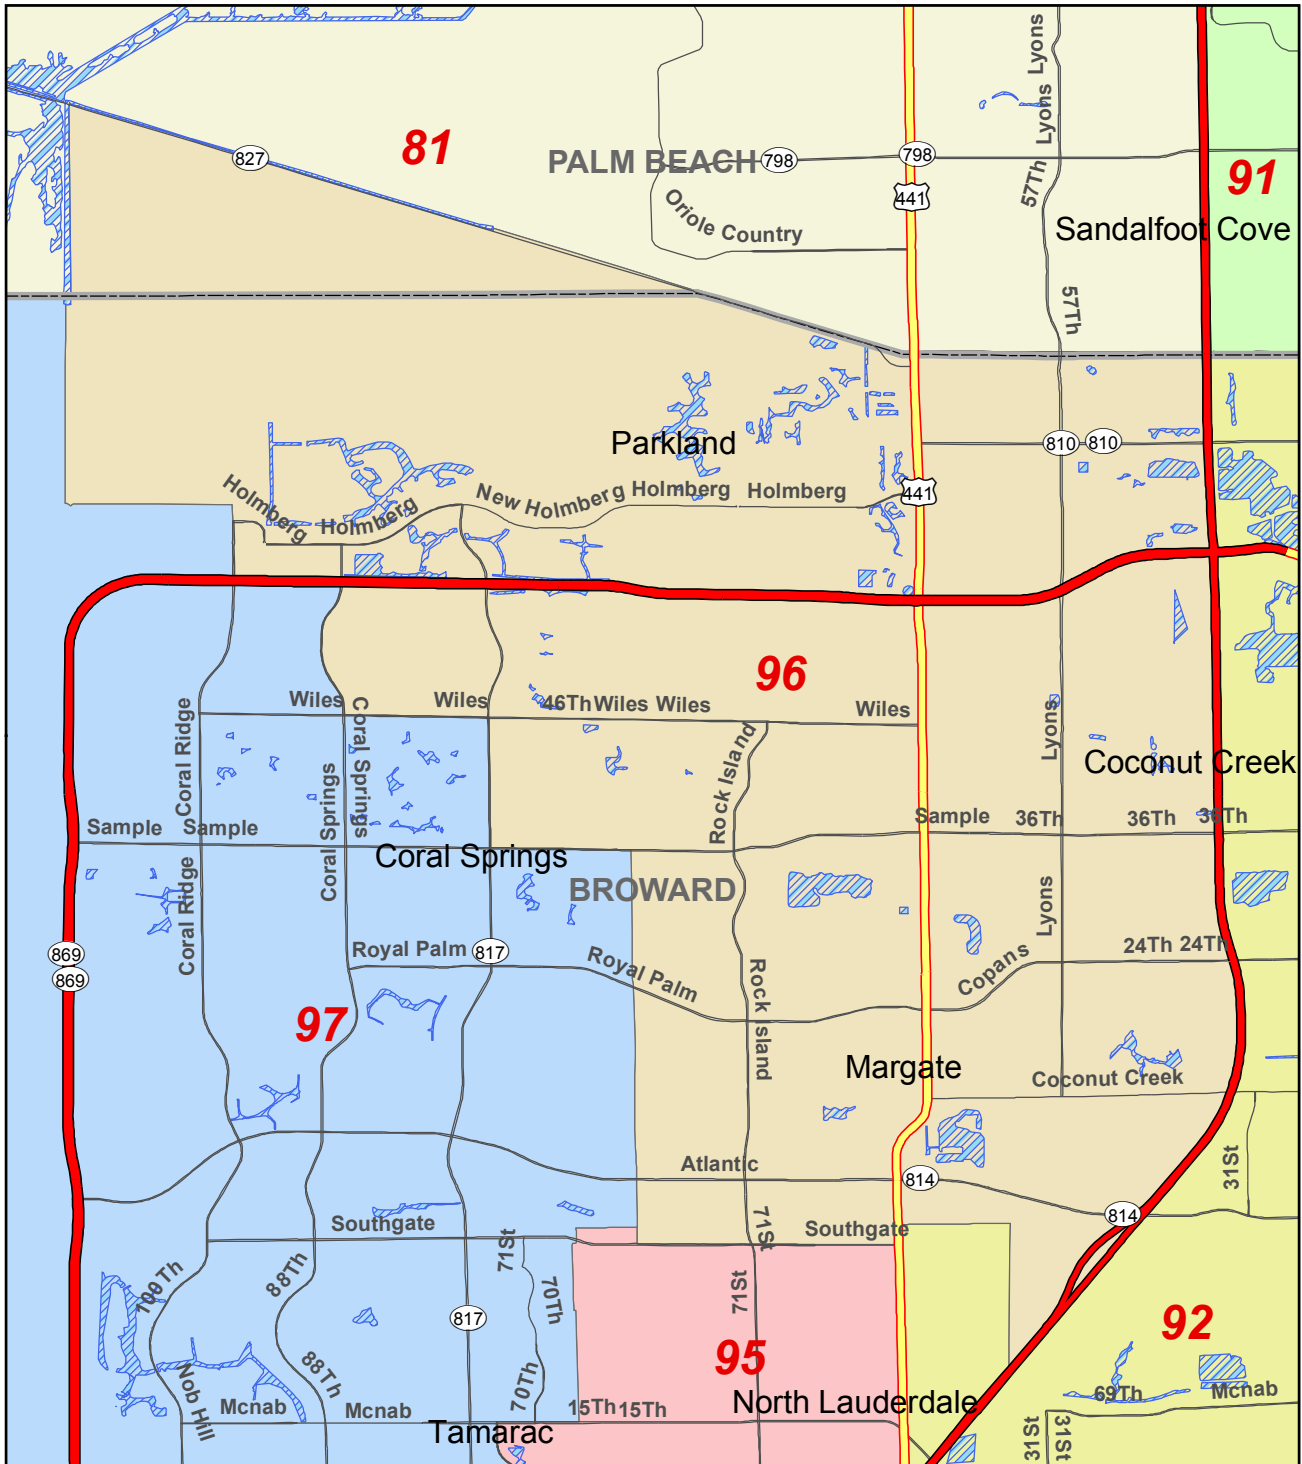 Lyons
Lyons
Lyons
81
827
PALM BEACH
798
798
91
57Th
441
Oriole Country
Sandalfoot Cove
57Th
Parkland
810
810
Holmberg
Holmberg
New Holmberg
Holmberg
Holmberg
441
96
Coral Ridge
Wiles
Coral Springs
Wiles
46Th
Wiles
Wiles
Wiles
Rock Island
Lyons
Coconut Creek
Sample
Sample
Coral Springs
Sample
36Th
36Th
36Th
Coral Springs
BROWARD
Coral Ridge
Lyons
869
869
Royal Palm
817
Royal Palm
Rock Island
Copans
24Th
24Th
97
Margate
Coconut Creek
Atlantic
814
31St
814
Southgate
71St
71St
Southgate
100Th
88Th
70Th
71St
817
92
95
88Th
Nob Hill
Mcnab
Mcnab
70Th
15Th
15Th
North Lauderdale
69Th
Mcnab
Tamarac
31St
31St